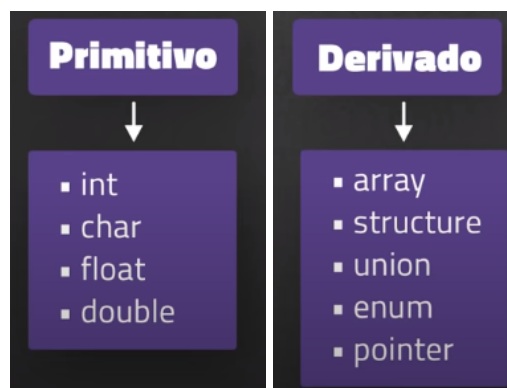 Primitivo
▪ int
▪ char
▪ float
▪ double
Derivado
▪ array
▪ structure
▪ union
▪ enum
▪ pointer